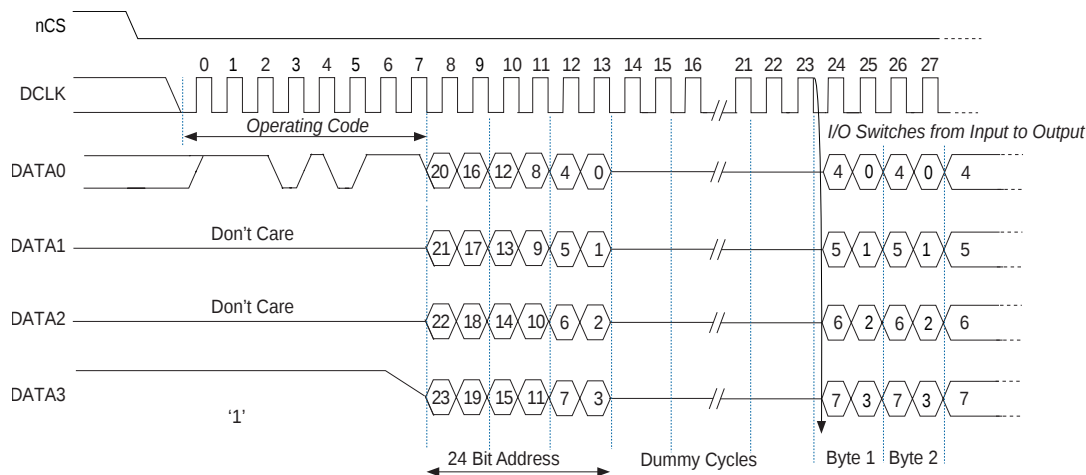 nCS
0 1 2 3 4 5 6 7 8 9 10 11 12 13 14 15 16 21 22 23 24 25 26 27
DCLK
Operating Code
I/O Switches from Input to Output
DATA0 20 16 12 8 4 0 4 0 4 0 4
DATA1 Don't Care 21 17 13 9 5 1 5 1 5 1 5
DATA2 Don't Care 22 18 14 10 6 2 6 2 6 2 6
DATA3 '1' 23 19 15 11 7 3 7 3 7 3 7
24 Bit Address Dummy Cycles Byte 1 Byte 2